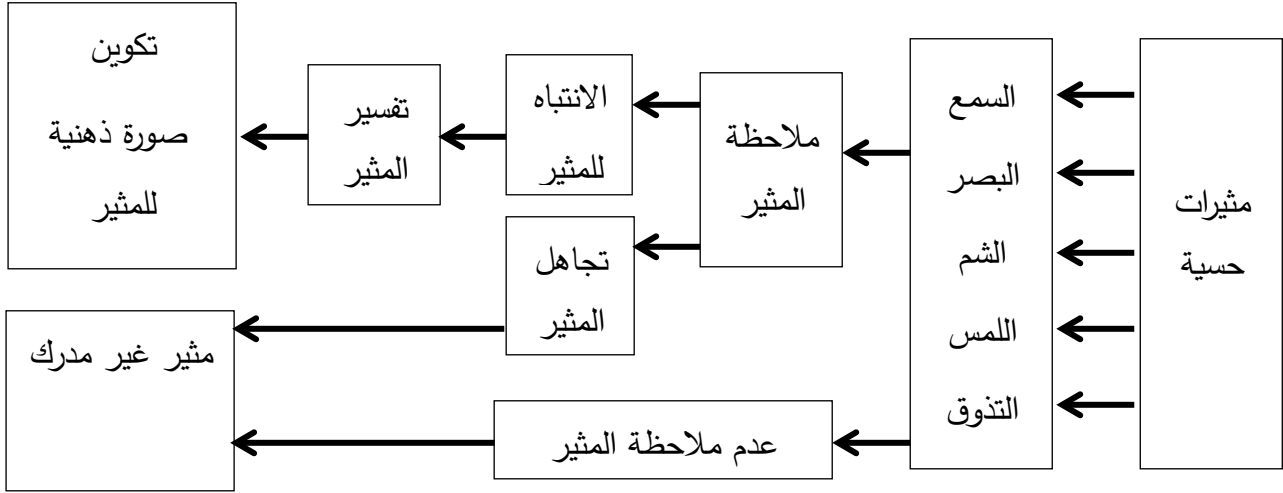 مثيرات
حسية
السمع
البصر
الشم
اللمس
التذوق
ملاحظة
المثير
الانتباه
للمثير
تفسير
المثير
تكوين
صورة ذهنية
للمثير
تجاهل
المثير
عدم ملاحظة المثير
مثير غير مدرك